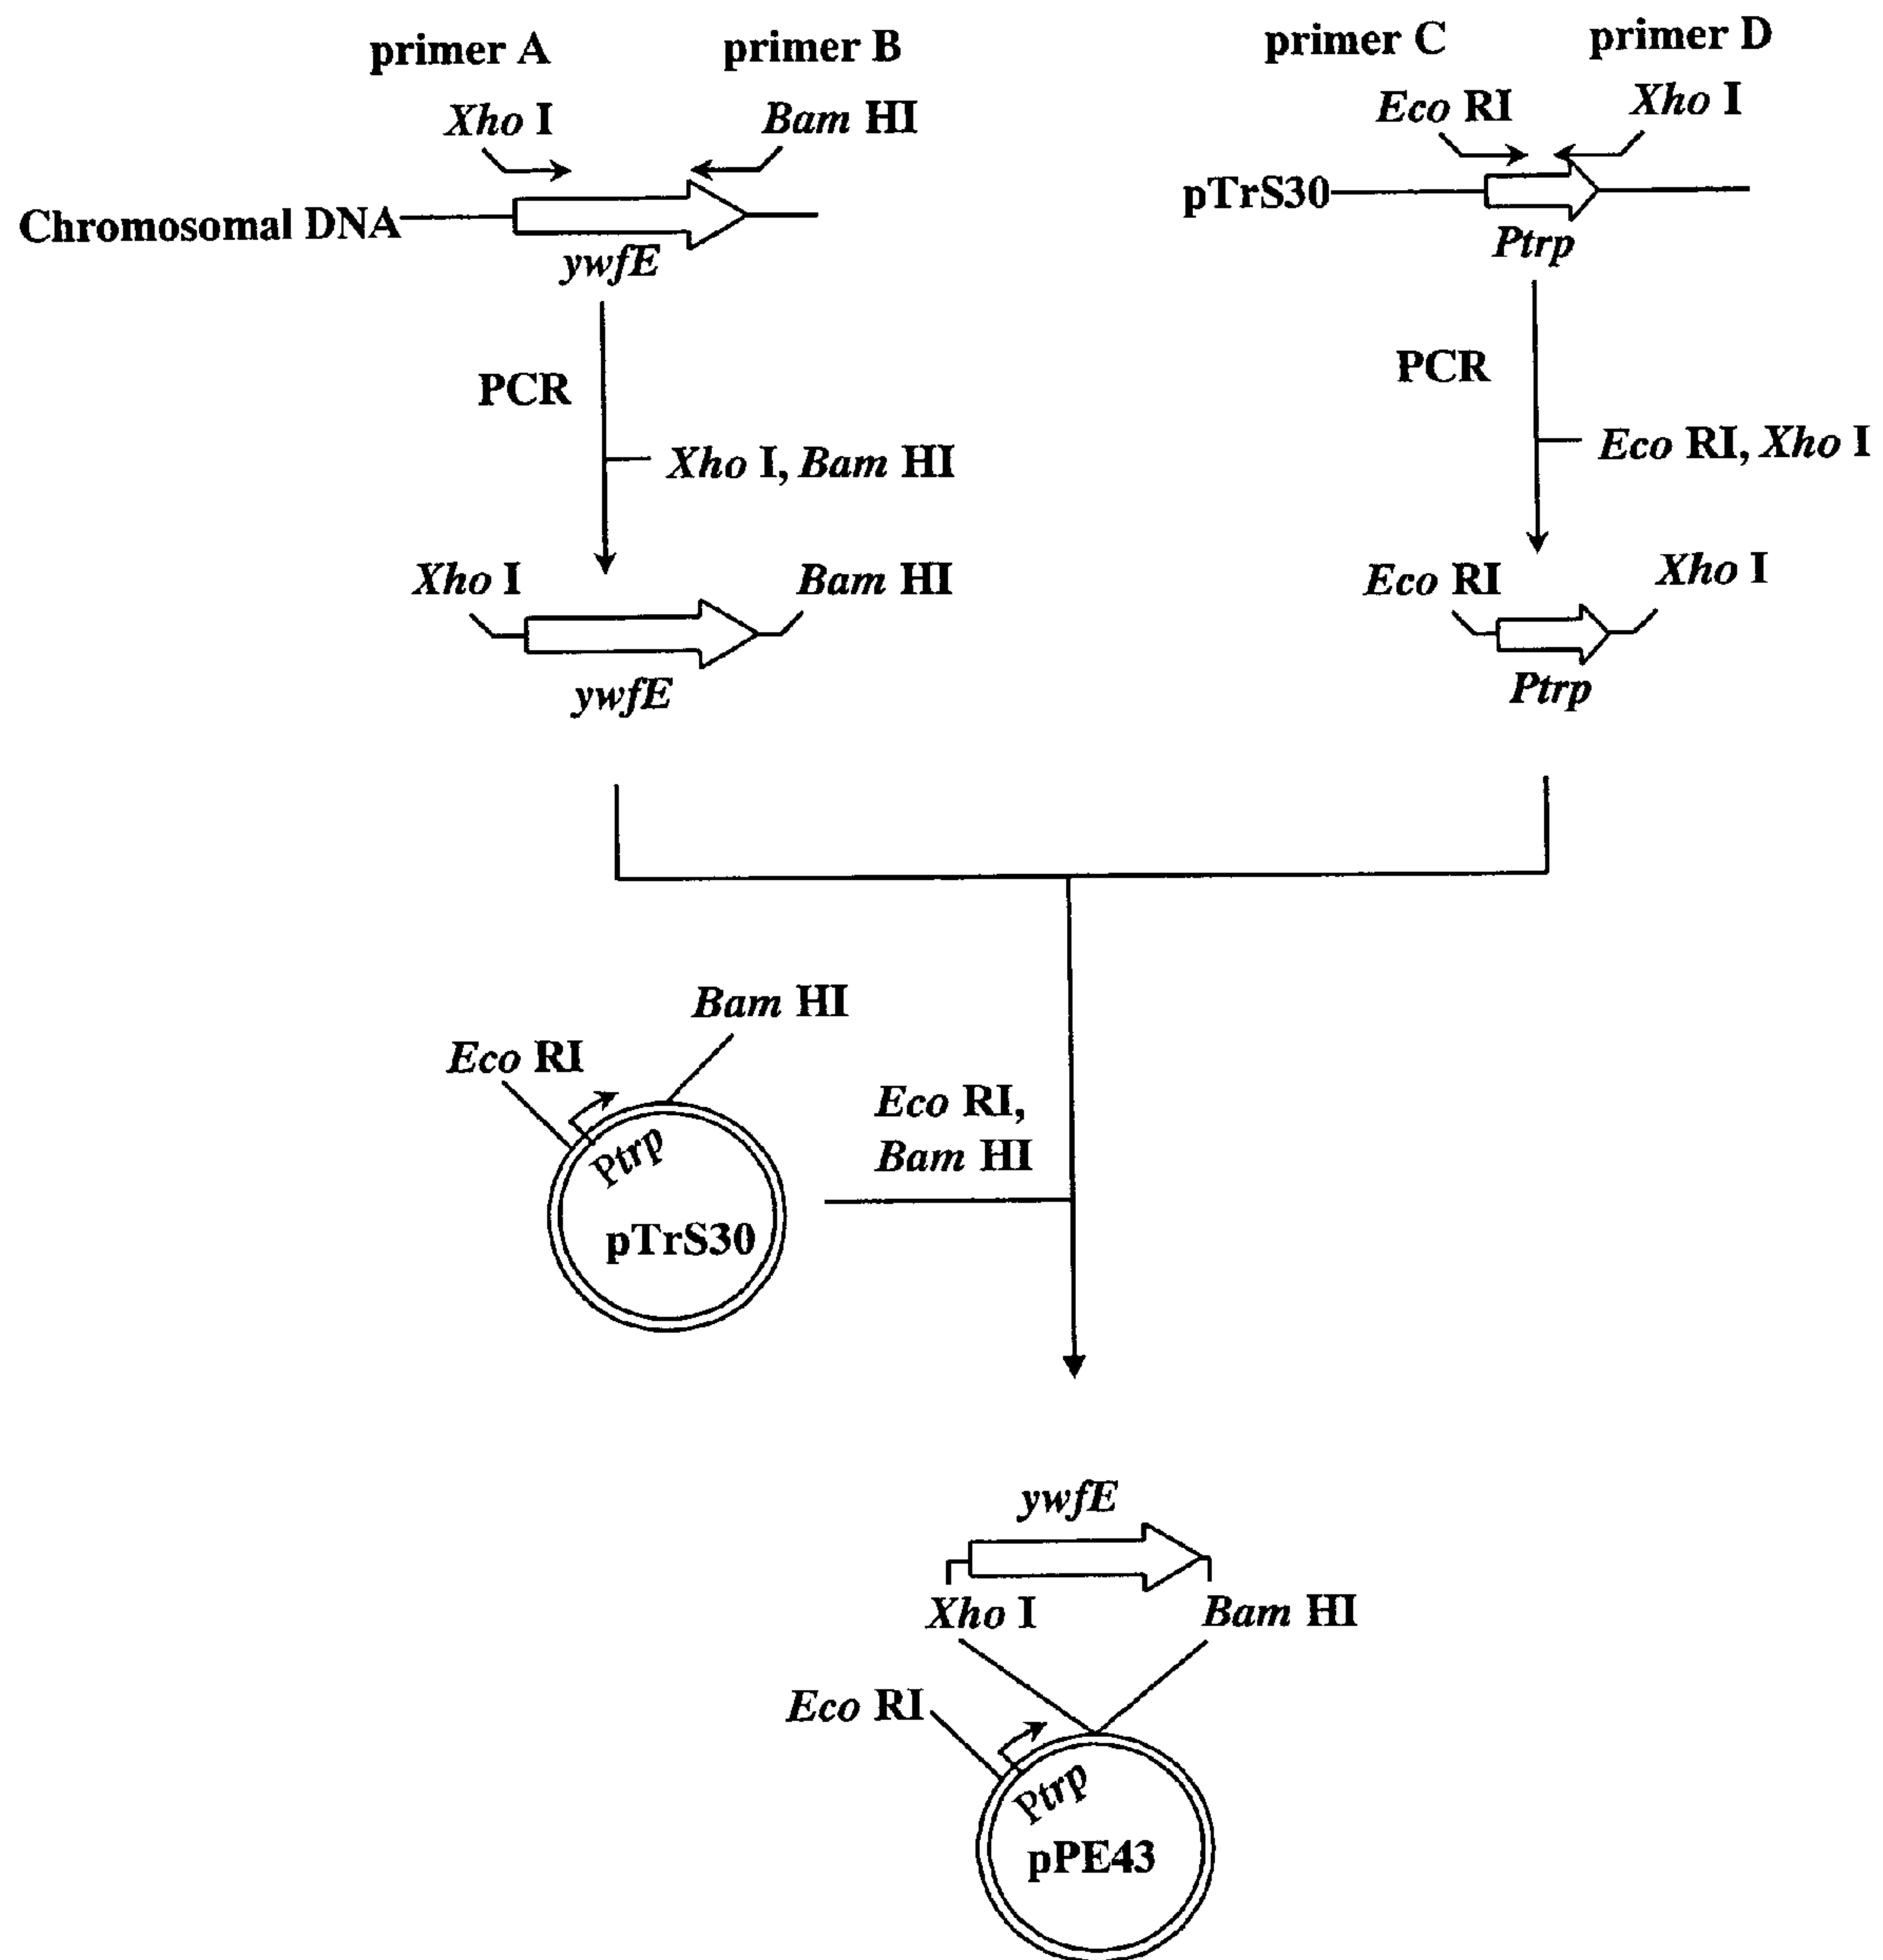 primer A
primer B
primer C
primer D
Xho I
Bam HI
Eco RI
Xho I
Chromosomal DNA
pTrS30
ywfE
Ptrp
PCR
PCR
Xho I, Bam HI
Eco RI, Xho I
Xho I
Bam HI
Eco RI
Xho I
ywfE
Ptrp
Bam HI
Eco RI
Eco RI,
Bam HI
Ptrp
pTrS30
ywfE
Xho I
Bam HI
Eco RI
Ptrp
pPE43